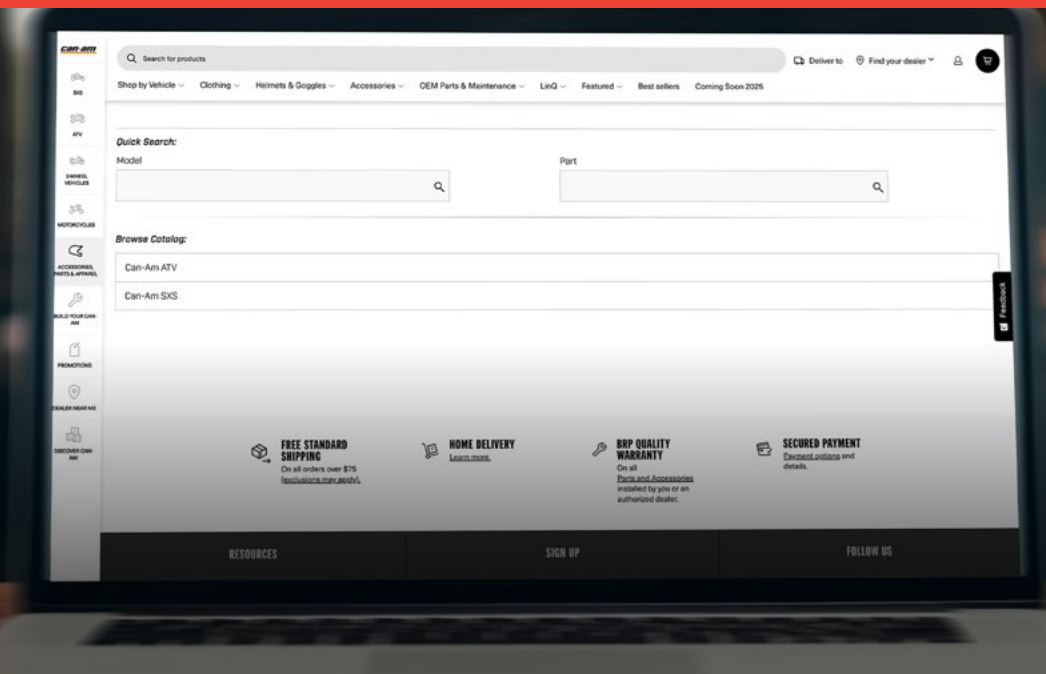 can-am
Search for products
Deliver to
Find your dealer
Shop by Vehicle
Clothing
Helmets & Goggles
Accessories
OEM Parts & Maintenance
LinQ
Featured
Best sellers
Coming Soon 2025
SXS
ATV
3-WHEEL
VEHICLES
MOTORCYCLES
ACCESSORIES,
PARTS & APPAREL
BUILD YOUR CAN-
AM
PROMOTIONS
DEALER NEAR ME
DISCOVER CAN-
AM
Quick Search:
Model
Part
Browse Catalog:
Can-Am ATV
Can-Am SXS
Feedback
FREE STANDARD
SHIPPING
On all orders over $75
(exclusions may apply).
HOME DELIVERY
Learn more.
BRP QUALITY
WARRANTY
On all
Parts and Accessories
installed by you or an
authorized dealer.
SECURED PAYMENT
Payment options and
details.
RESOURCES
SIGN UP
FOLLOW US